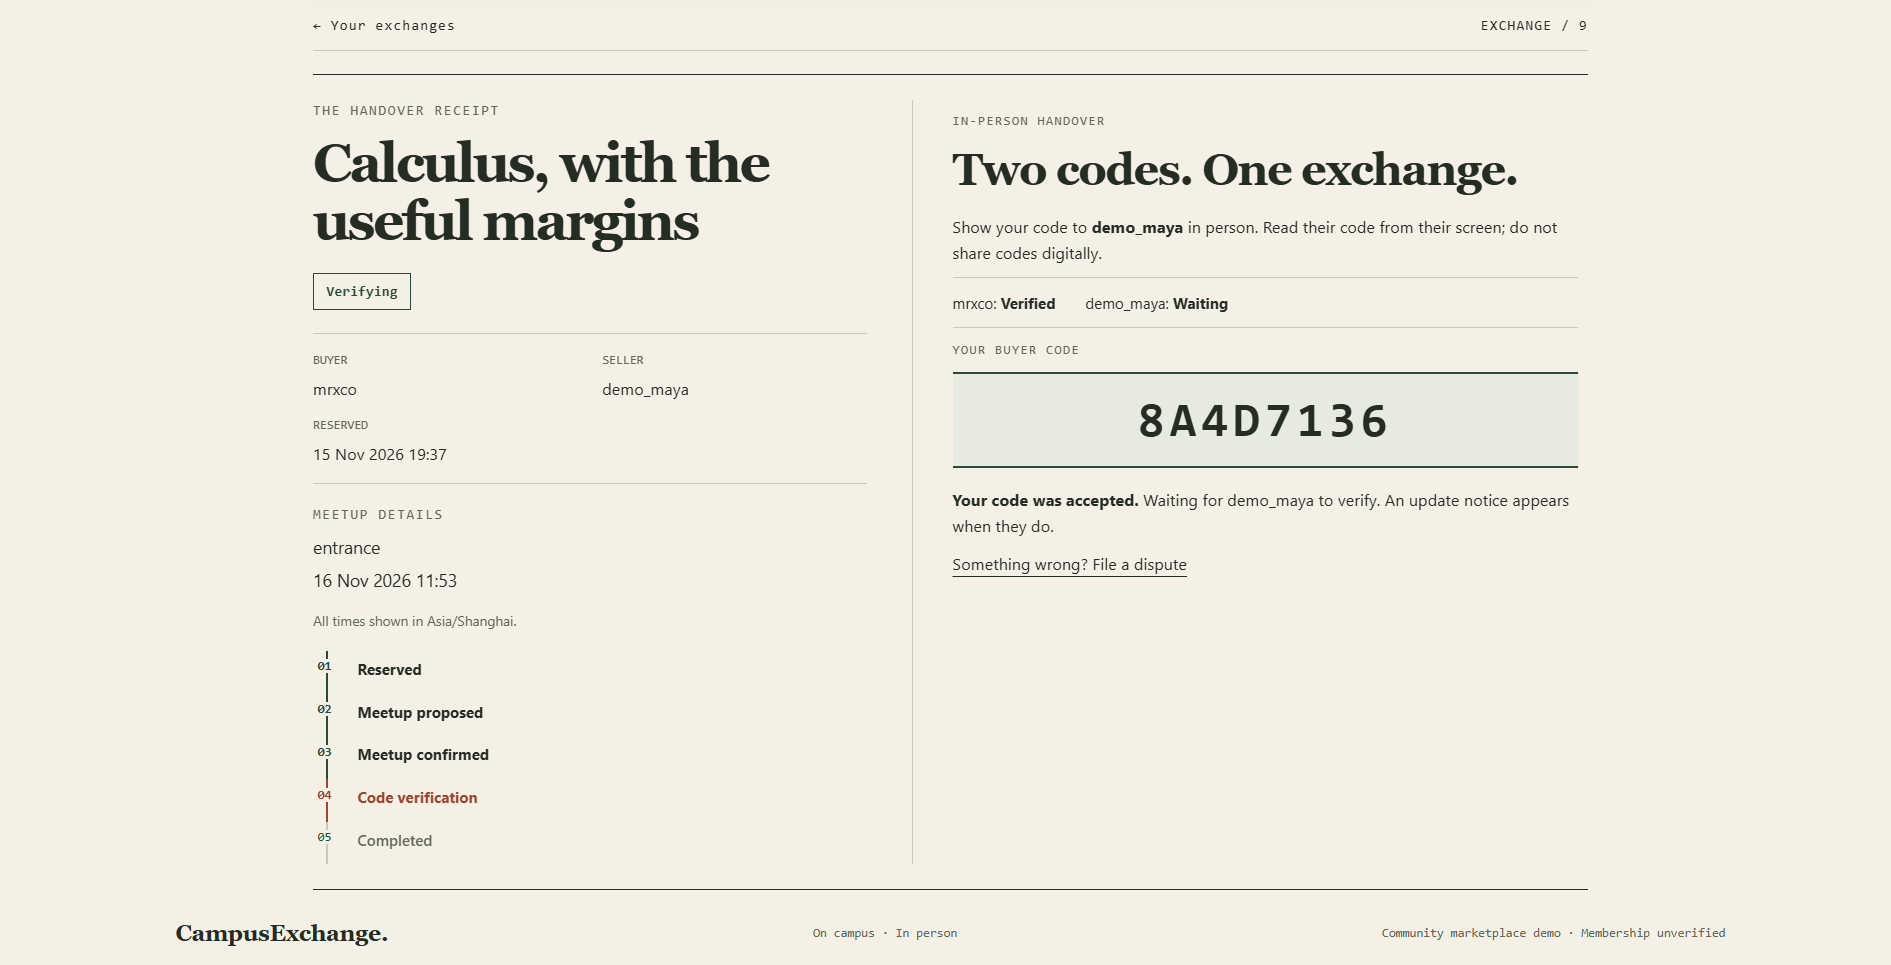 ← Your exchanges
EXCHANGE / 9
THE HANDOVER RECEIPT
Calculus, with the
useful margins
Verifying
BUYER
SELLER
mrxco
demo_maya
RESERVED
15 Nov 2026 19:37
MEETUP DETAILS
entrance
16 Nov 2026 11:53
All times shown in Asia/Shanghai.
01 Reserved
02 Meetup proposed
03 Meetup confirmed
04 Code verification
05 Completed
IN-PERSON HANDOVER
Two codes. One exchange.
Show your code to demo_maya in person. Read their code from their screen; do not
share codes digitally.
mrxco: Verified demo_maya: Waiting
YOUR BUYER CODE
8A4D7136
Your code was accepted. Waiting for demo_maya to verify. An update notice appears
when they do.
Something wrong? File a dispute
CampusExchange.
On campus · In person
Community marketplace demo · Membership unverified